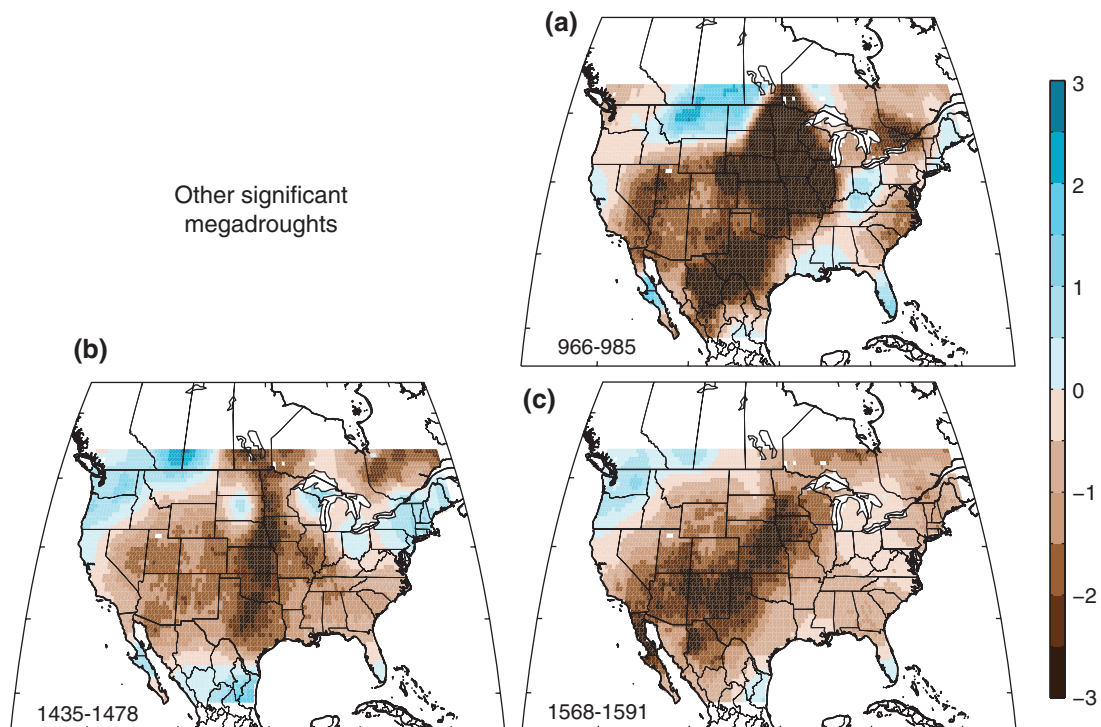 (a)
Other significant
megadroughts
966-985
3
2
1
0
−1
−2
−3
(b)
1435-1478
(c)
1568-1591